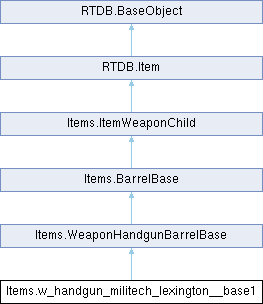 RTDB.BaseObject
RTDB.Item
Items.ItemWeaponChild
Items.BarrelBase
Items.WeaponHandgunBarrelBase
Items.w_handgun_militech_lexington__base1